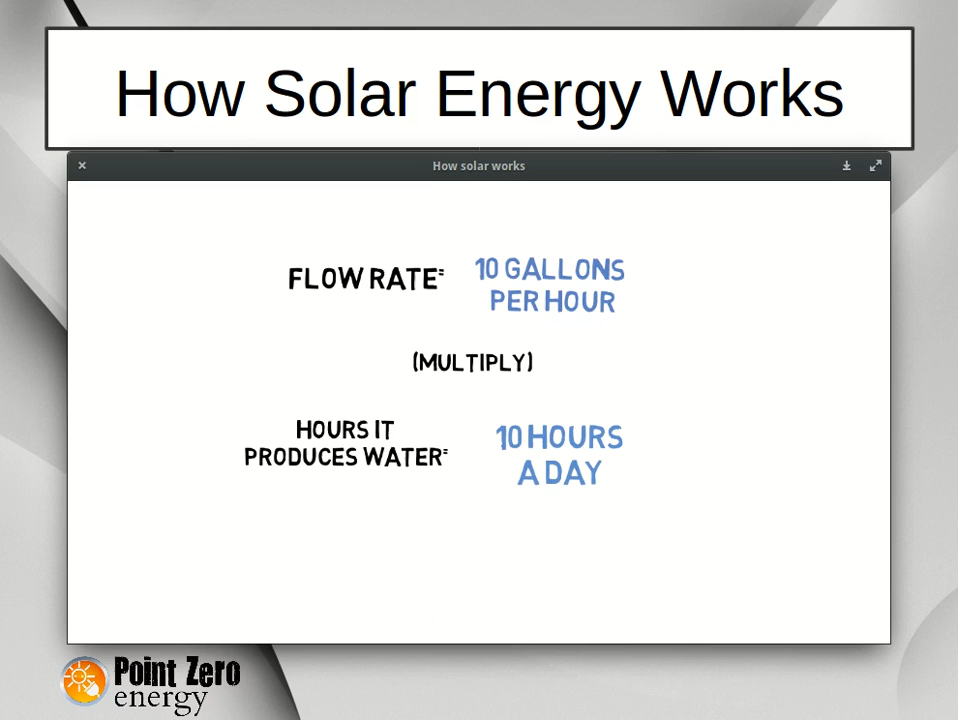 How Solar Energy Works
How solar works
FLOW RATE=
10 GALLONS
PER HOUR
(MULTIPLY)
HOURS IT
PRODUCES WATER=
10 HOURS
A DAY
Point Zero
energy